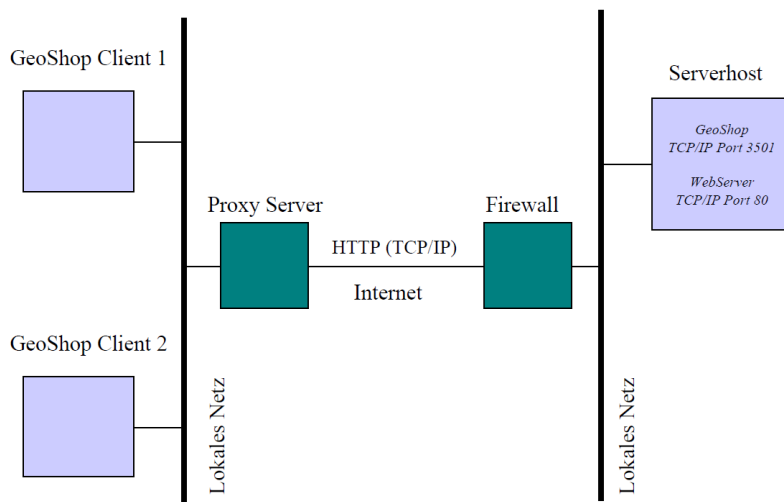 GeoShop Client 1
Serverhost
GeoShop
TCP/IP Port 3501
WebServer
TCP/IP Port 80
Proxy Server
Firewall
HTTP (TCP/IP)
Internet
GeoShop Client 2
Lokales Netz
Lokales Netz